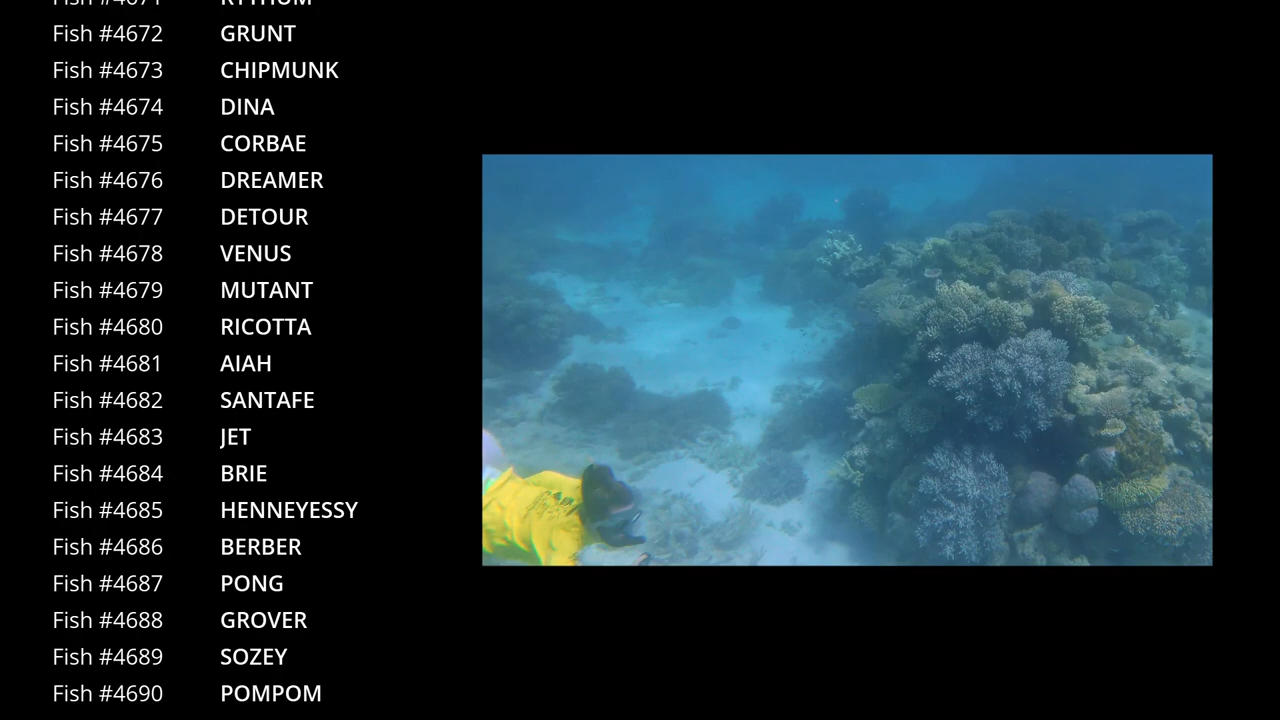 Fish #4671 RYTHUM
Fish #4672 GRUNT
Fish #4673 CHIPMUNK
Fish #4674 DINA
Fish #4675 CORBAE
Fish #4676 DREAMER
Fish #4677 DETOUR
Fish #4678 VENUS
Fish #4679 MUTANT
Fish #4680 RICOTTA
Fish #4681 AIAH
Fish #4682 SANTAFE
Fish #4683 JET
Fish #4684 BRIE
Fish #4685 HENNEYESSY
Fish #4686 BERBER
Fish #4687 PONG
Fish #4688 GROVER
Fish #4689 SOZEY
Fish #4690 POMPOM